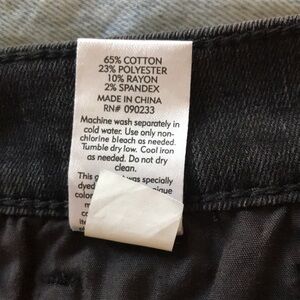 65% COTTON
23% POLYESTER
10% RAYON
2% SPANDEX
MADE IN CHINA
RN# 090233
Machine wash separately in
cold water. Use only non-
chlorine bleach as needed.
Tumble dry low. Cool iron
as needed. Do not dry
clean.
This was specially
dyed